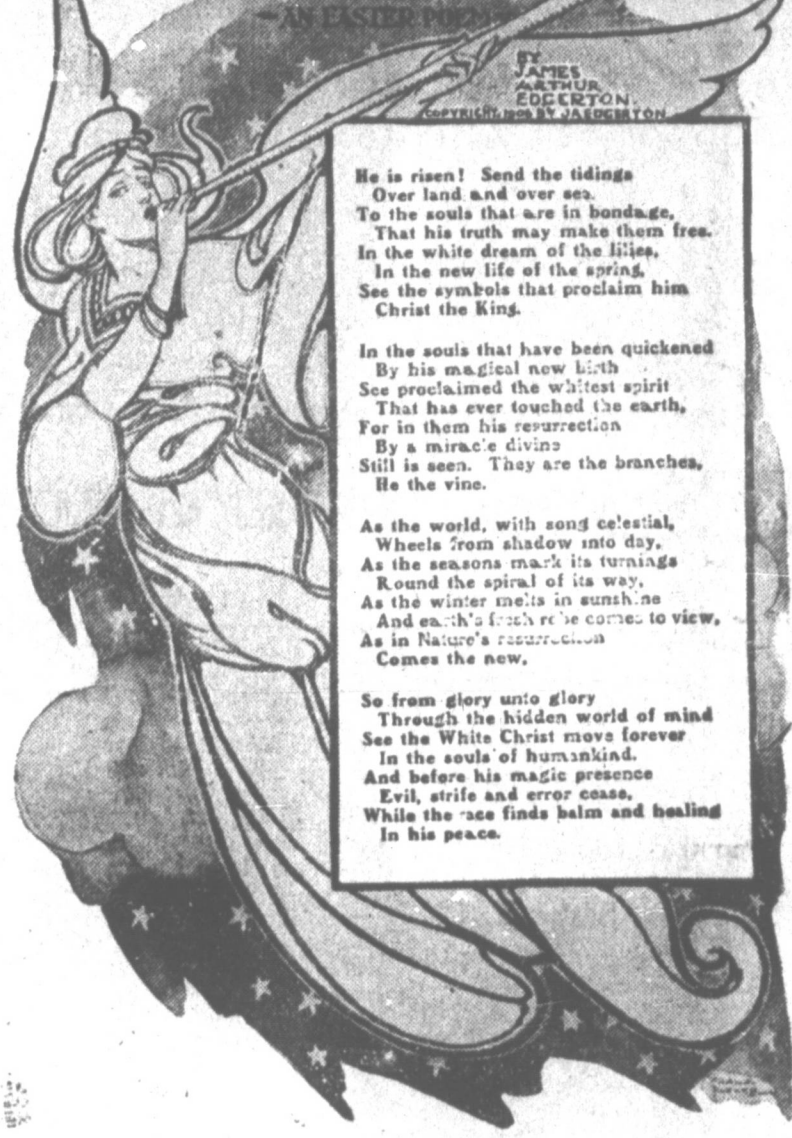 —AN EASTER POEM—
BY
JAMES
ARTHUR
EDGERTON
COPYRIGHT, 1909 BY J.A.EDGERTON
He is risen! Send the tidings
Over land and over sea.
To the souls that are in bondage,
That his truth may make them free.
In the white dream of the lilies,
In the new life of the spring,
See the symbols that proclaim him
Christ the King.
In the souls that have been quickened
By his magical new birth
See proclaimed the whitest spirit
That has ever touched the earth,
For in them his resurrection
By a miracle divine
Still is seen. They are the branches,
He the vine.
As the world, with song celestial,
Wheels from shadow into day,
As the seasons mark its turnings
Round the spiral of its way,
As the winter melts in sunshine
And earth's fresh robe comes to view,
As in Nature's resurrection
Comes the new,
So from glory unto glory
Through the hidden world of mind
See the White Christ move forever
In the souls of humankind.
And before his magic presence
Evil, strife and error cease,
While the race finds balm and healing
In his peace.